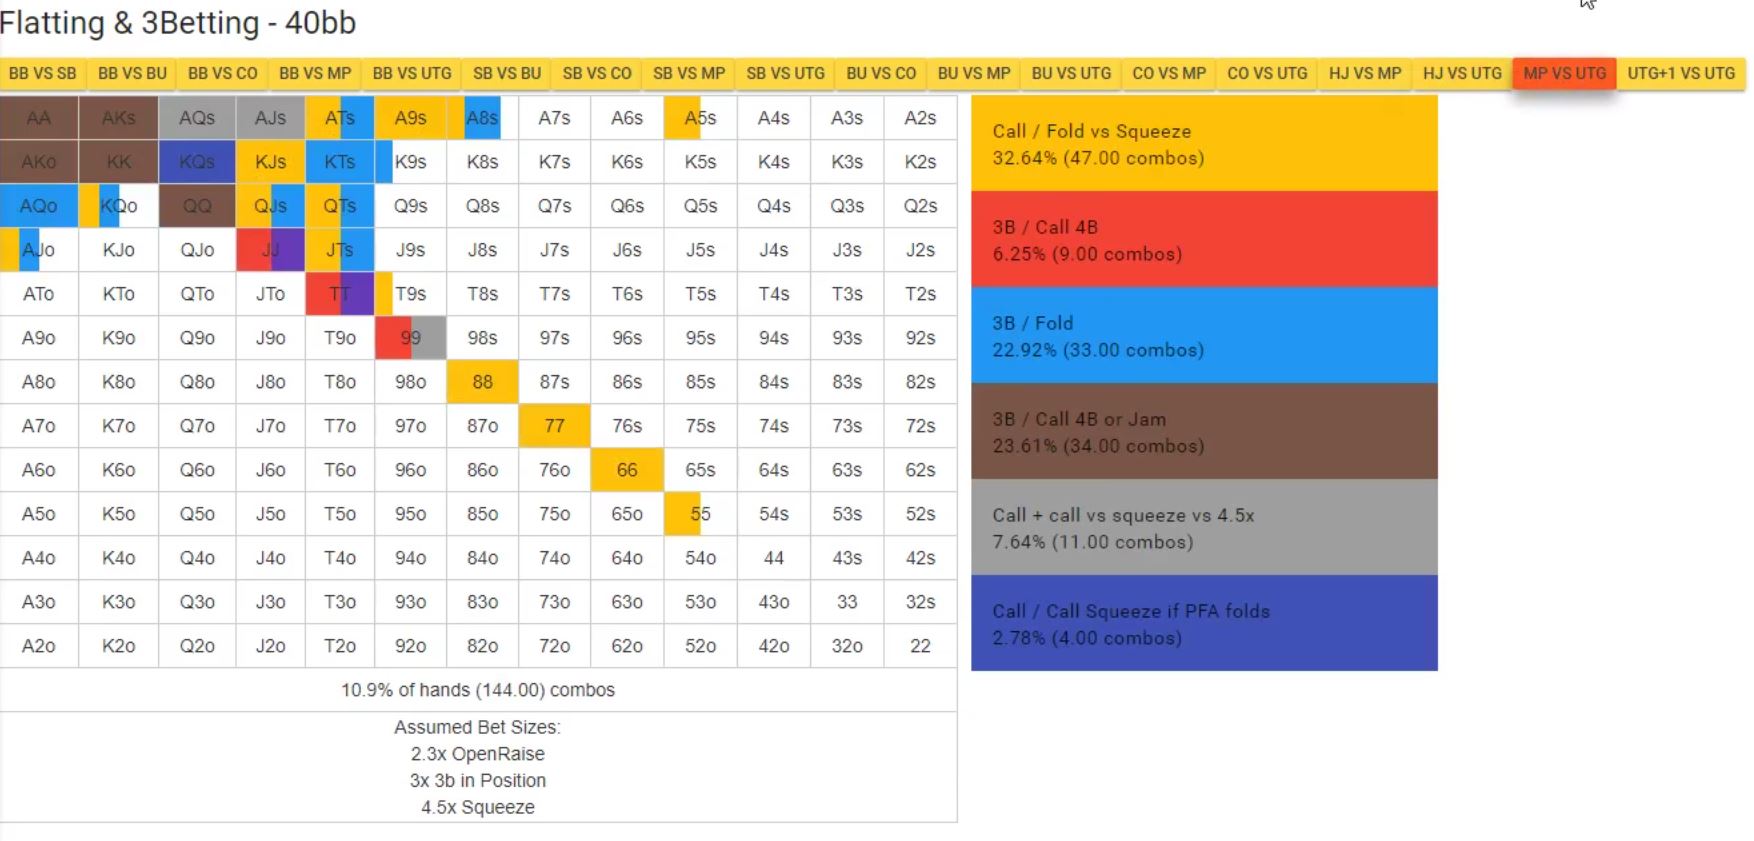 Flatting & 3Betting - 40bb
BB VS SB BB VS BU BB VS CO BB VS MP BB VS UTG SB VS BU SB VS CO SB VS MP SB VS UTG BU VS CO BU VS MP BU VS UTG CO VS MP CO VS UTG HJ VS MP HJ VS UTG MP VS UTG UTG+1 VS UTG
AA AKs AQs AJs ATs A9s A8s A7s A6s A5s A4s A3s A2s
AKo KK KQs KJs KTs K9s K8s K7s K6s K5s K4s K3s K2s
AQo KQo QQ QJs QTs Q9s Q8s Q7s Q6s Q5s Q4s Q3s Q2s
AJo KJo QJo JJ JTs J9s J8s J7s J6s J5s J4s J3s J2s
ATo KTo QTo JTo TT T9s T8s T7s T6s T5s T4s T3s T2s
A9o K9o Q9o J9o T9o 99 98s 97s 96s 95s 94s 93s 92s
A8o K8o Q8o J8o T8o 98o 88 87s 86s 85s 84s 83s 82s
A7o K7o Q7o J7o T7o 97o 87o 77 76s 75s 74s 73s 72s
A6o K6o Q6o J6o T6o 96o 86o 76o 66 65s 64s 63s 62s
A5o K5o Q5o J5o T5o 95o 85o 75o 65o 55 54s 53s 52s
A4o K4o Q4o J4o T4o 94o 84o 74o 64o 54o 44 43s 42s
A3o K3o Q3o J3o T3o 93o 83o 73o 63o 53o 43o 33 32s
A2o K2o Q2o J2o T2o 92o 82o 72o 62o 52o 42o 32o 22
10.9% of hands (144.00) combos
Assumed Bet Sizes:
2.3x OpenRaise
3x 3b in Position
4.5x Squeeze
Call / Fold vs Squeeze
32.64% (47.00 combos)
3B / Call 4B
6.25% (9.00 combos)
3B / Fold
22.92% (33.00 combos)
3B / Call 4B or Jam
23.61% (34.00 combos)
Call + call vs squeeze vs 4.5x
7.64% (11.00 combos)
Call / Call Squeeze if PFA folds
2.78% (4.00 combos)